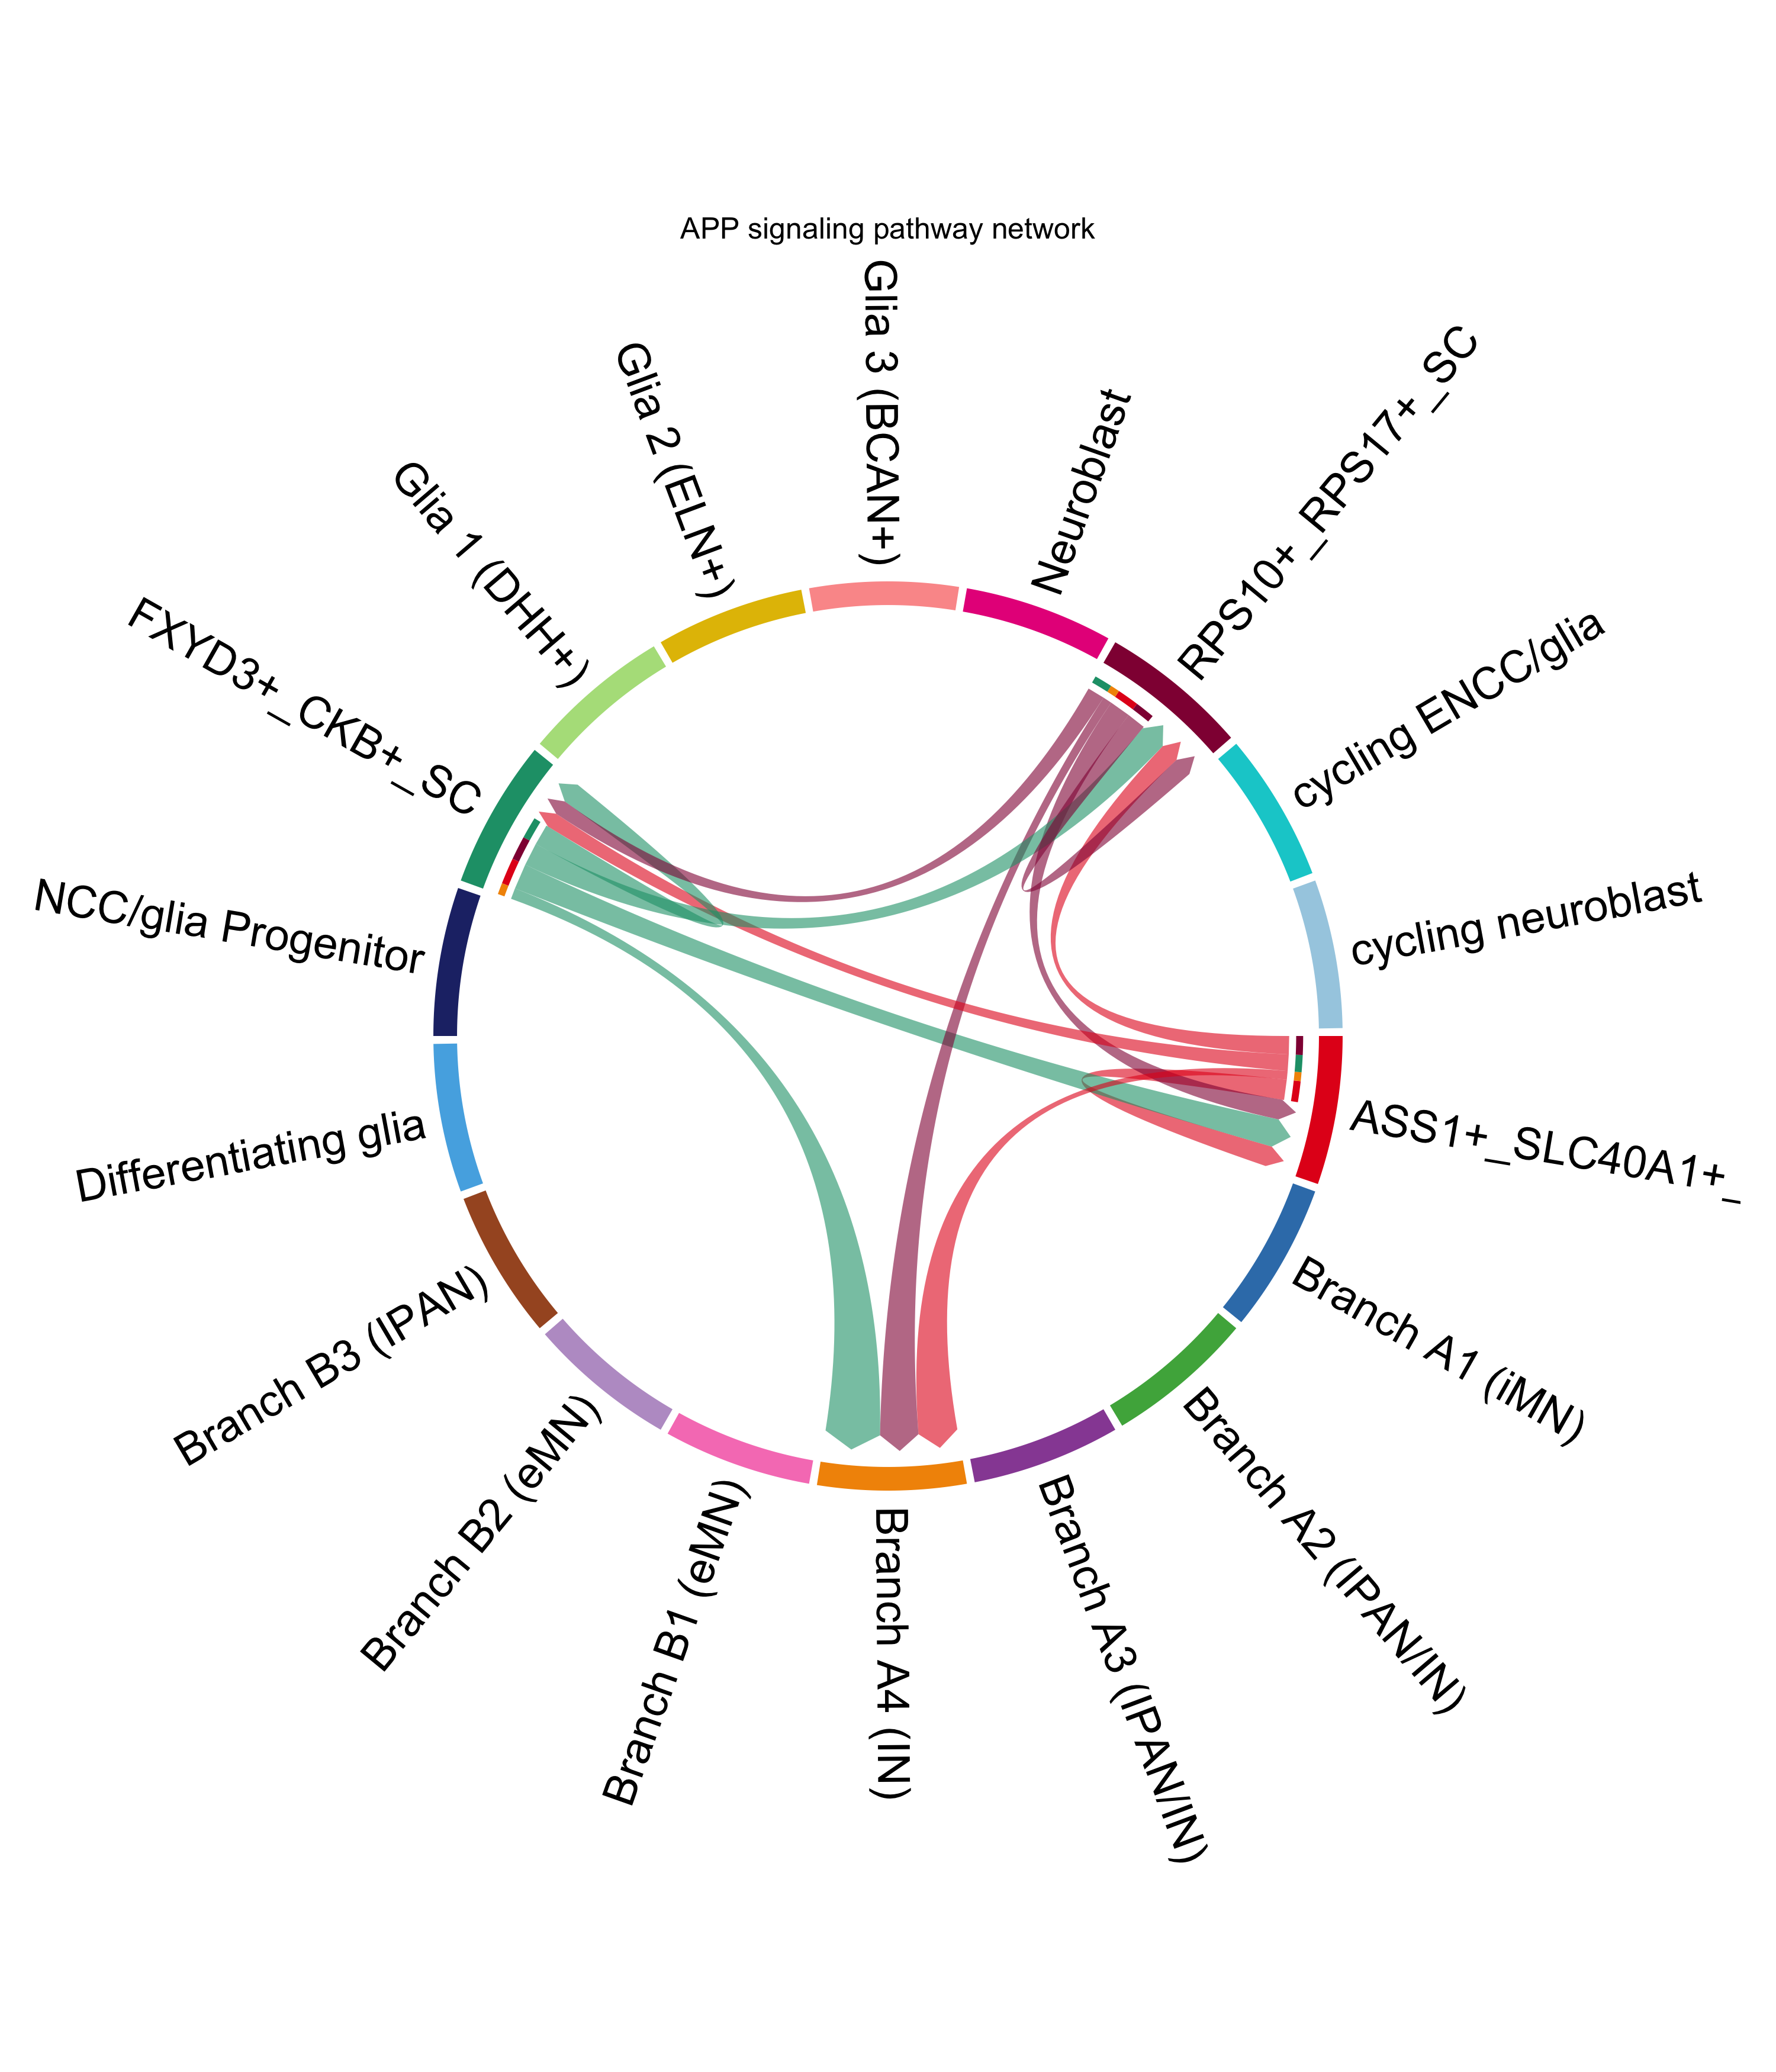 APP signaling pathway network
Glia 3 (BCAN+)
Neuroblast
RPS10+_RPS17+_SC
cycling ENCC/glia
cycling neuroblast
ASS1+_SLC40A1+_
Branch A1 (iMN)
Branch A2 (IPAN/IN)
Branch A3 (IPAN/IN)
Branch A4 (IN)
Branch B1 (eMN)
Branch B2 (eMN)
Branch B3 (IPAN)
Differentiating glia
NCC/glia Progenitor
FXYD3+_CKB+_SC
Glia 1 (DHH+)
Glia 2 (ELN+)